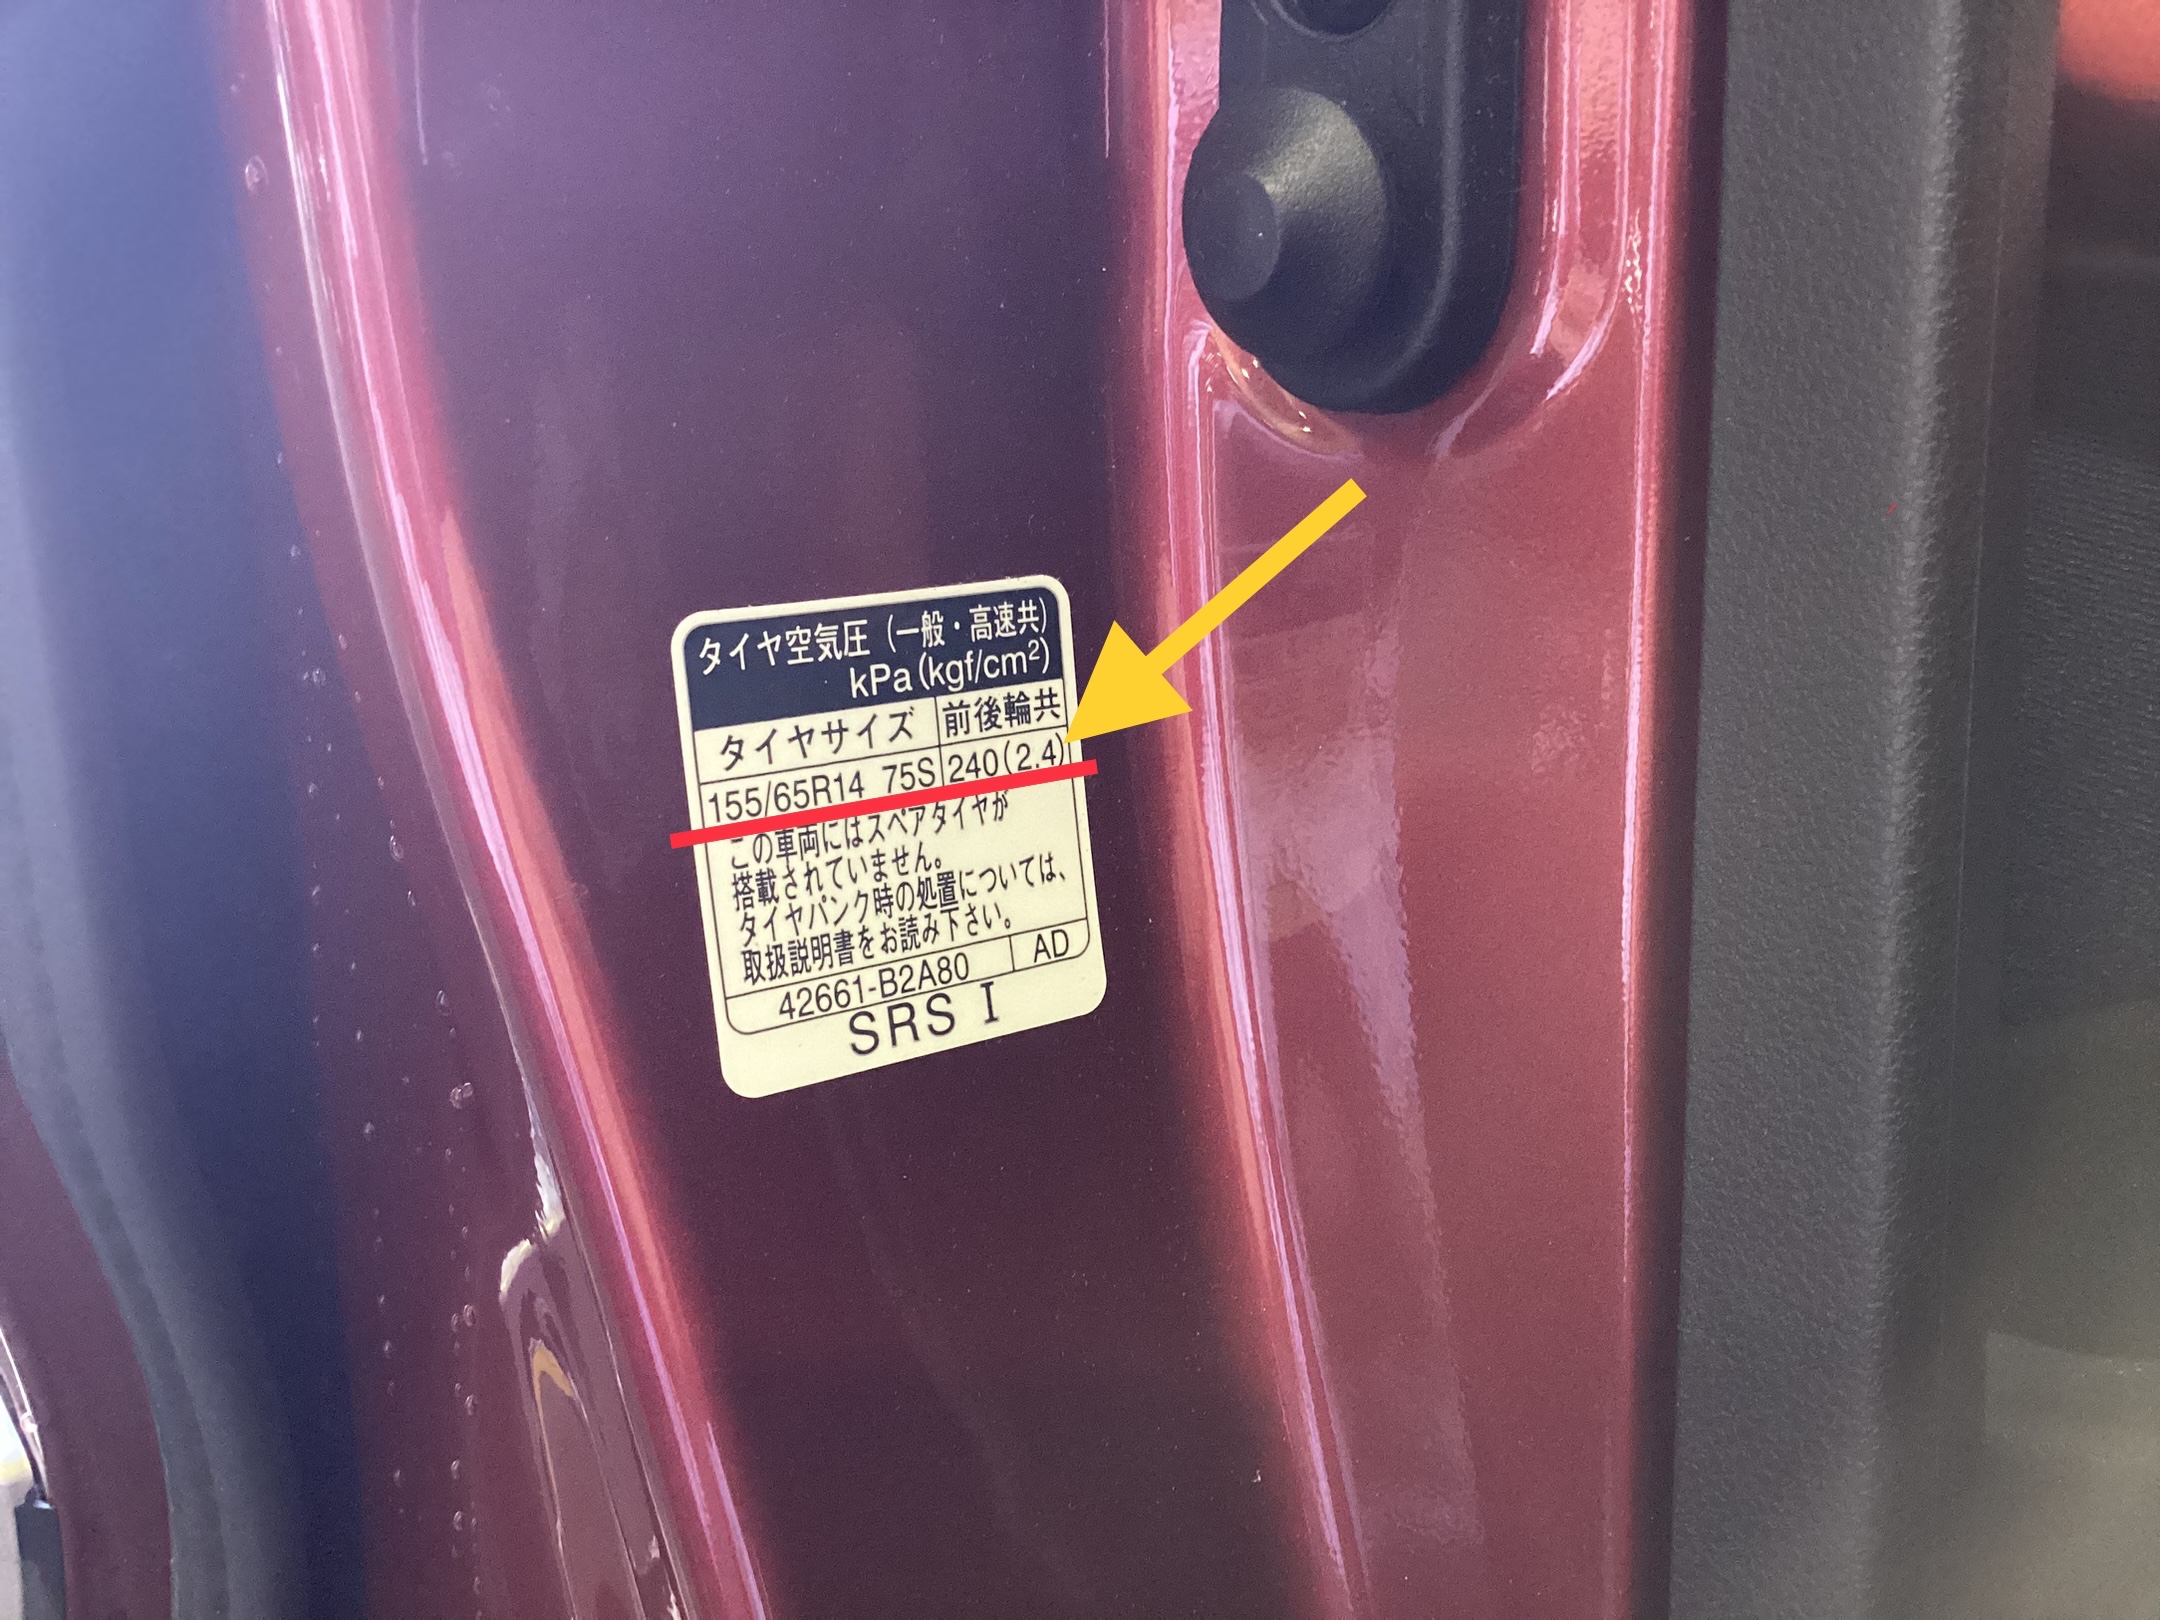 タイヤ空気圧（一般・高速共）
kPa(kgf/cm²)
タイヤサイズ 前後輪共
155/65R14 75S 240(2.4)
この車両にはスペアタイヤが
搭載されていません。
タイヤパンク時の処置については、
取扱説明書をお読み下さい。
42661-B2A80 AD
SRS I